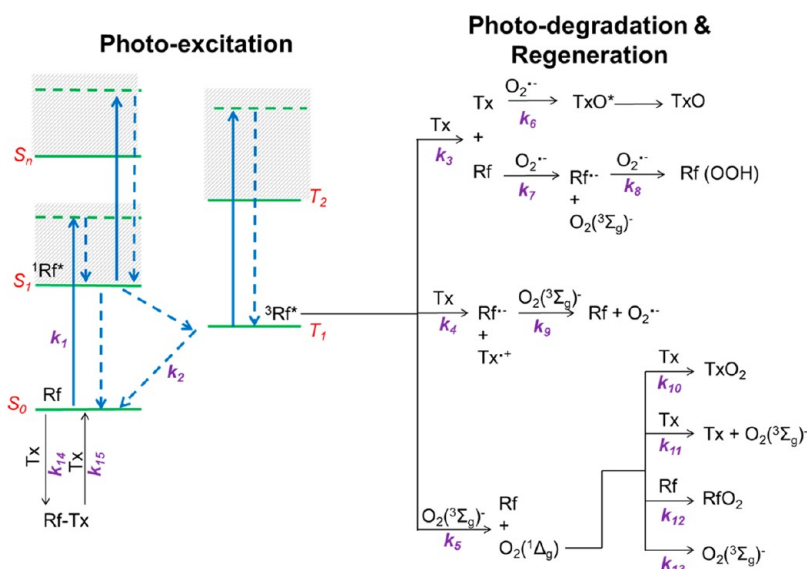 Photo-excitation
Photo-degradation &
Regeneration
Sₙ
¹Rf*
S₁
k₁
k₂
Rf
S₀
Tx
k₁₄
Tx
k₁₅
Rf-Tx
T₂
³Rf*
T₁
Tx
k₃
Tx
+
Rf
O₂•-
k₆
TxO*
TxO
O₂•-
k₇
Rf•-
+
O₂(³Σg)-
O₂•-
k₈
Rf (OOH)
Tx
k₄
Rf•-
+
Tx•+
O₂(³Σg)-
k₉
Rf + O₂•-
O₂(³Σg)-
k₅
Rf
+
O₂(¹Δg)
Tx
k₁₀
TxO₂
Tx
k₁₁
Tx + O₂(³Σg)-
Rf
k₁₂
RfO₂
k₁₃
O₂(³Σg)-